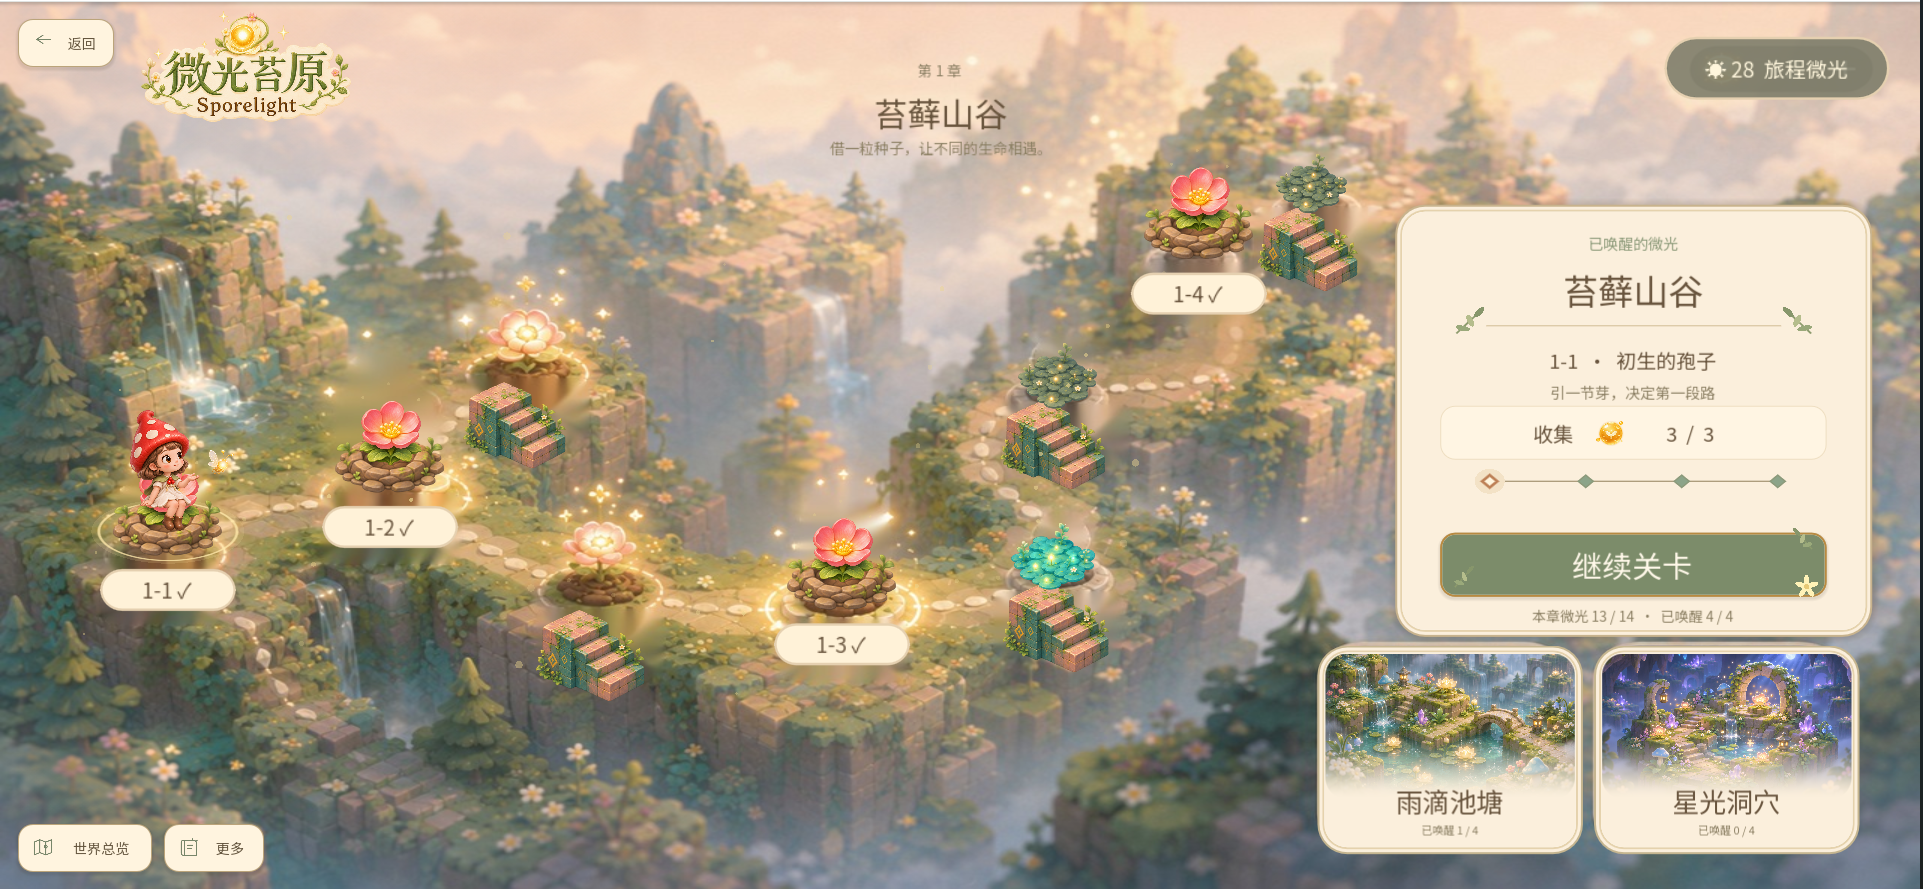 返回
微光苔原
Sporelight
第 1 章
苔藓山谷
借一粒种子，让不同的生命相遇。
28 旅程微光
1-4 ✓
已唤醒的微光
苔藓山谷
1-1 · 初生的孢子
引一节芽，决定第一段路
收集 3 / 3
1-2 ✓
1-1 ✓
1-3 ✓
继续关卡
本章微光 13 / 14 · 已唤醒 4 / 4
雨滴池塘
已唤醒 1 / 4
星光洞穴
已唤醒 0 / 4
世界总览
更多